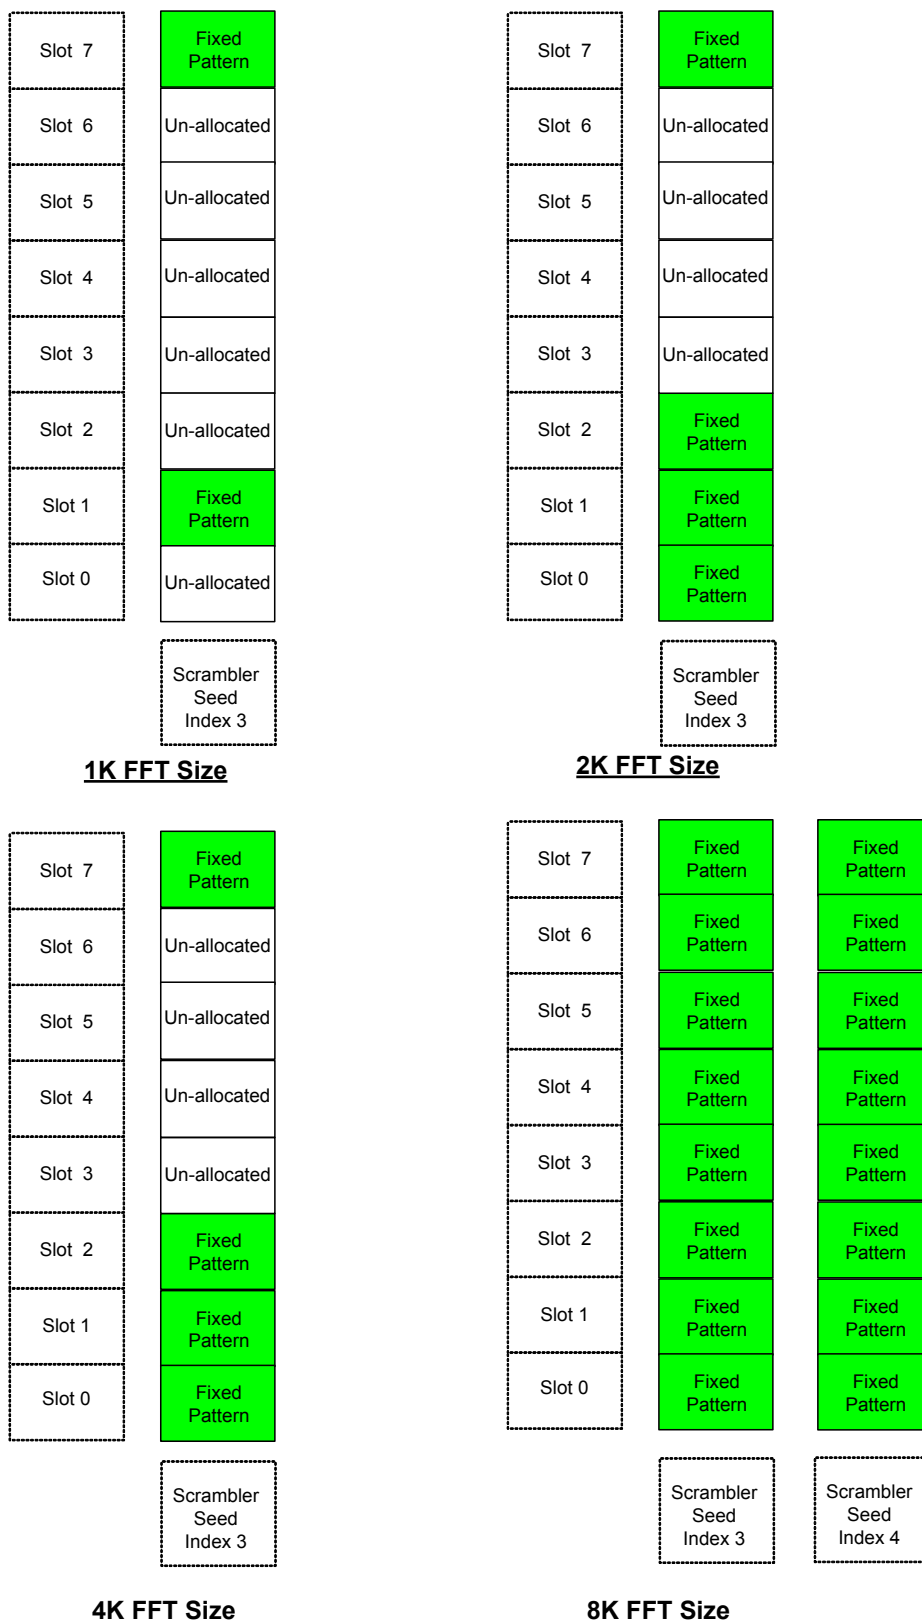 Slot 7
Fixed
Pattern
Slot 6
Un-allocated
Slot 5
Un-allocated
Slot 4
Un-allocated
Slot 3
Un-allocated
Slot 2
Un-allocated
Slot 1
Fixed
Pattern
Slot 0
Un-allocated
Scrambler
Seed
Index 3
1K FFT Size
Slot 7
Fixed
Pattern
Slot 6
Un-allocated
Slot 5
Un-allocated
Slot 4
Un-allocated
Slot 3
Un-allocated
Slot 2
Fixed
Pattern
Slot 1
Fixed
Pattern
Slot 0
Fixed
Pattern
Scrambler
Seed
Index 3
2K FFT Size
Slot 7
Fixed
Pattern
Slot 6
Un-allocated
Slot 5
Un-allocated
Slot 4
Un-allocated
Slot 3
Un-allocated
Slot 2
Fixed
Pattern
Slot 1
Fixed
Pattern
Slot 0
Fixed
Pattern
Scrambler
Seed
Index 3
4K FFT Size
Slot 7
Fixed
Pattern
Fixed
Pattern
Slot 6
Fixed
Pattern
Fixed
Pattern
Slot 5
Fixed
Pattern
Fixed
Pattern
Slot 4
Fixed
Pattern
Fixed
Pattern
Slot 3
Fixed
Pattern
Fixed
Pattern
Slot 2
Fixed
Pattern
Fixed
Pattern
Slot 1
Fixed
Pattern
Fixed
Pattern
Slot 0
Fixed
Pattern
Fixed
Pattern
Scrambler
Seed
Index 3
Scrambler
Seed
Index 4
8K FFT Size